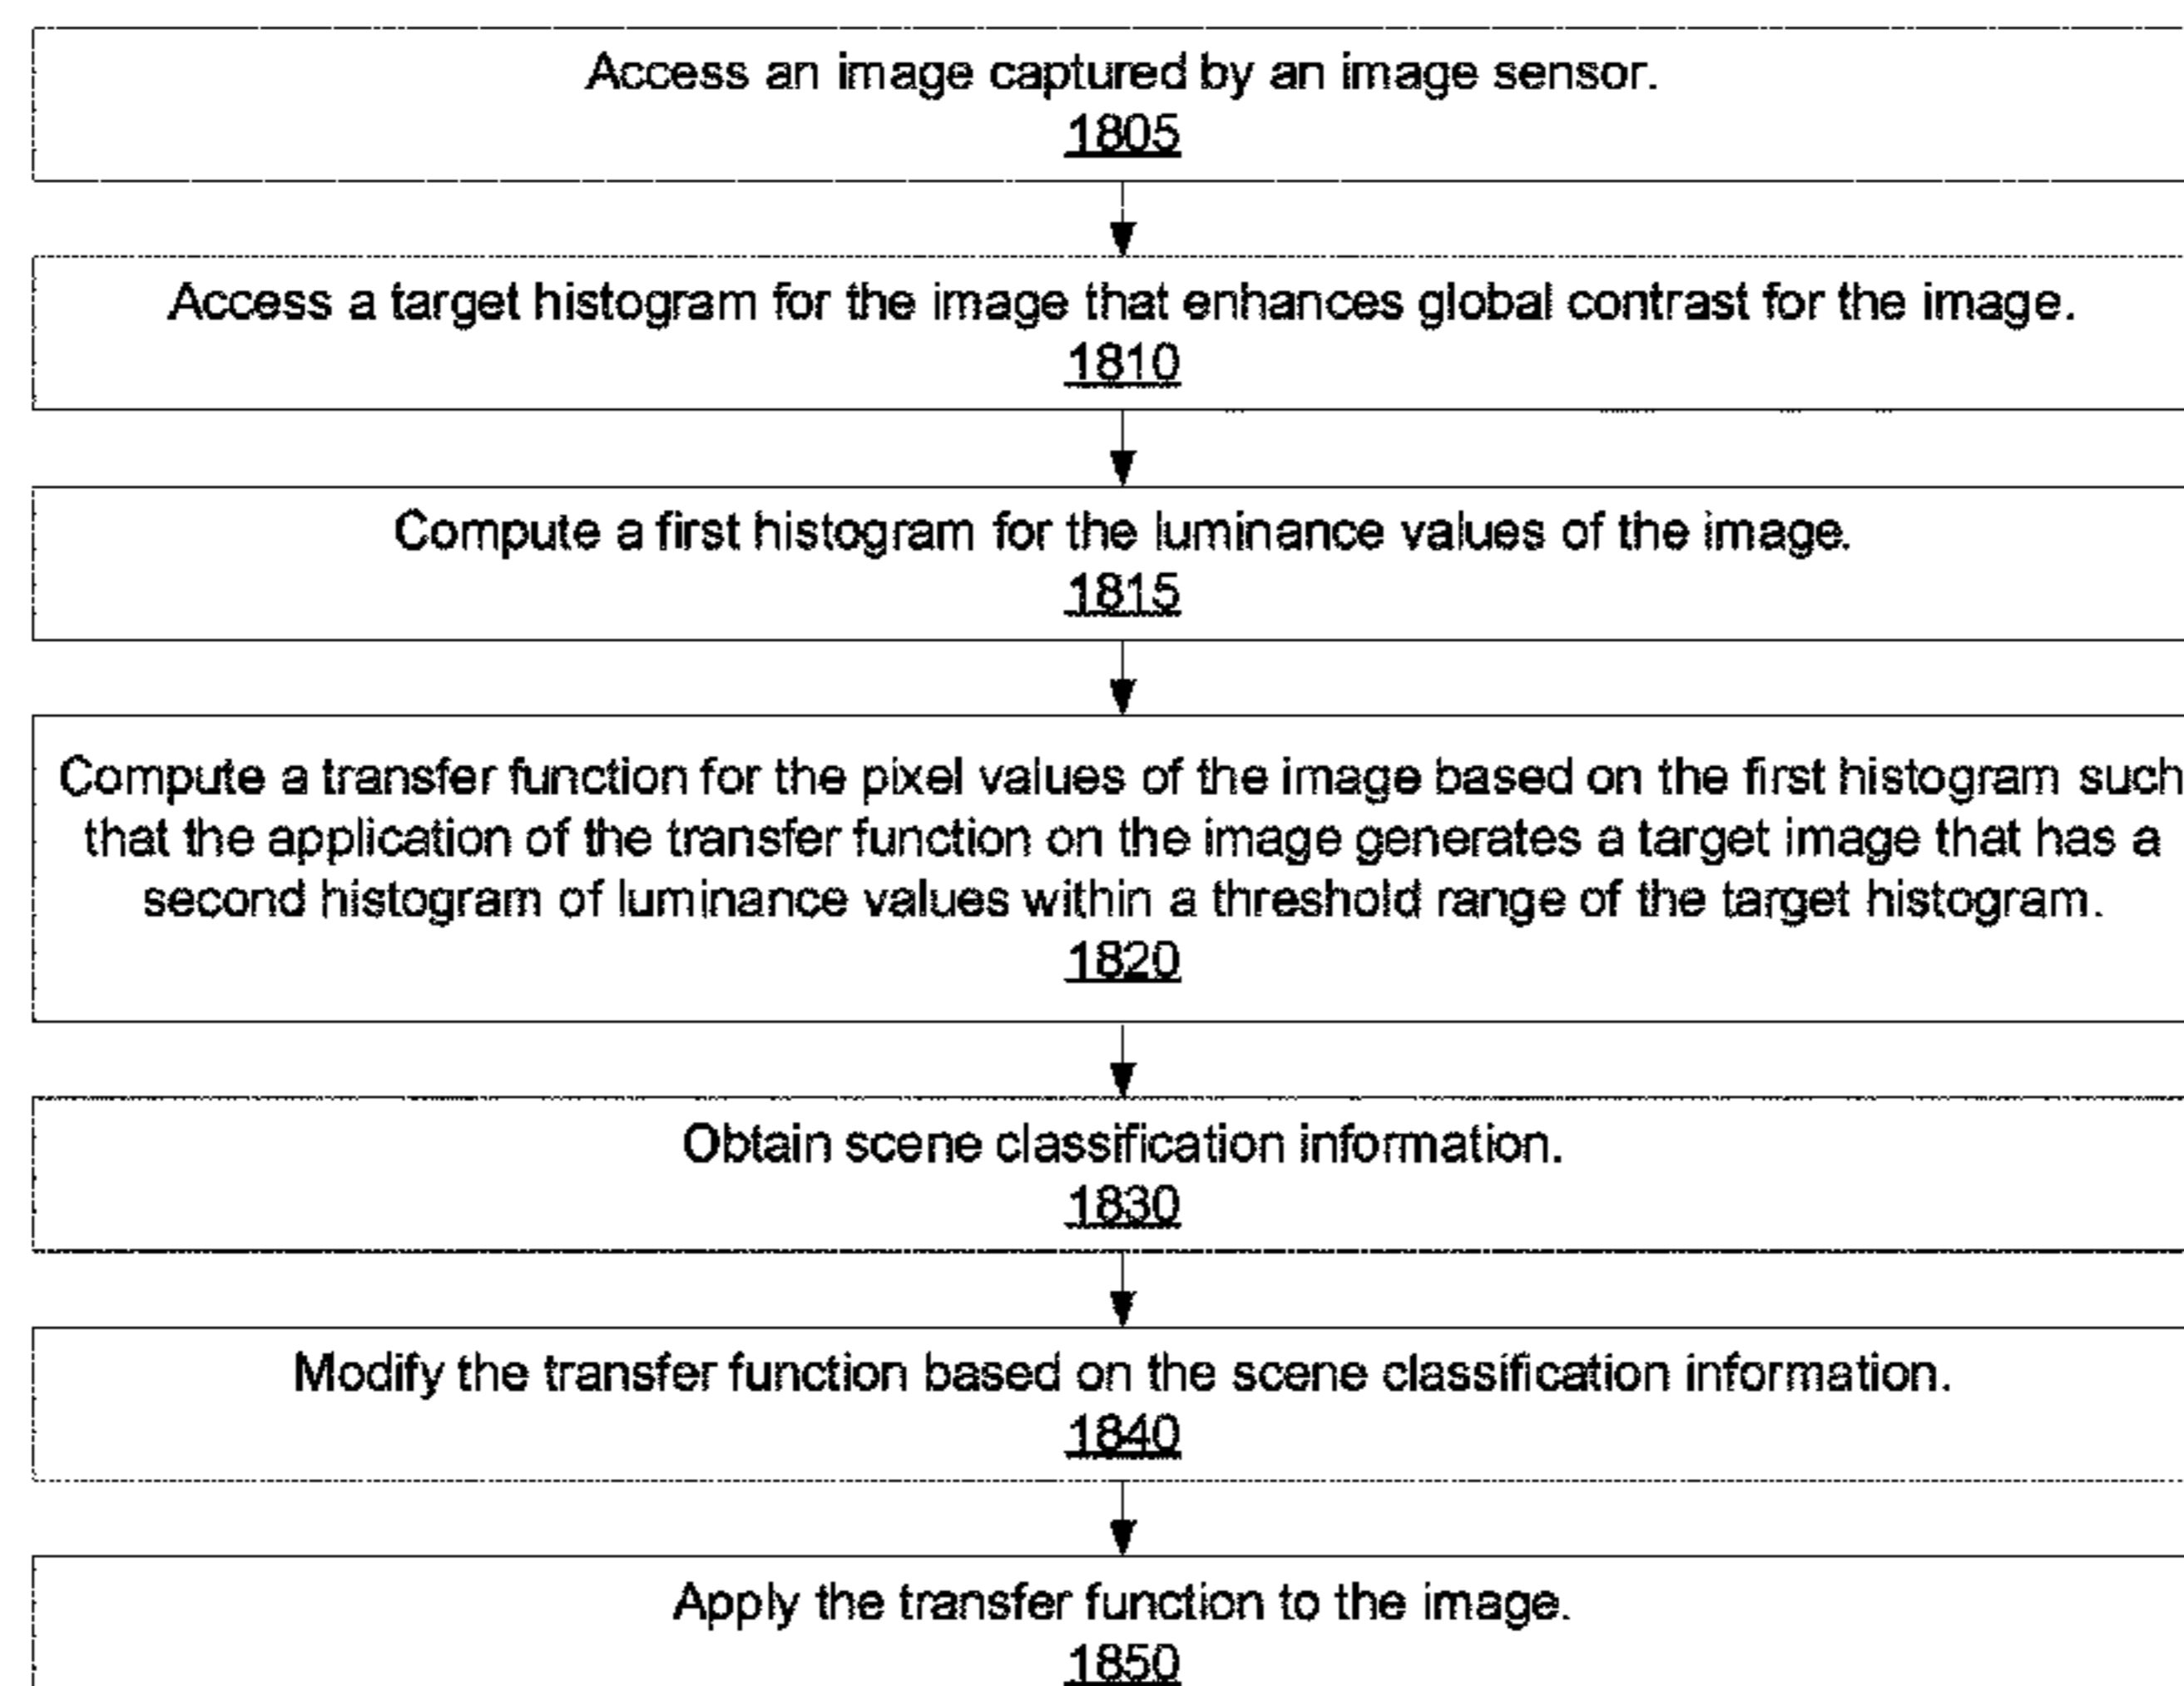 Access an image captured by an image sensor.
1805
Access a target histogram for the image that enhances global contrast for the image.
1810
Compute a first histogram for the luminance values of the image.
1815
Compute a transfer function for the pixel values of the image based on the first histogram such
that the application of the transfer function on the image generates a target image that has a
second histogram of luminance values within a threshold range of the target histogram.
1820
Obtain scene classification information.
1830
Modify the transfer function based on the scene classification information.
1840
Apply the transfer function to the image.
1850